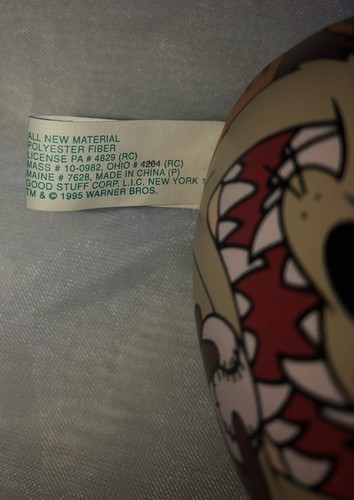 ALL NEW MATERIAL
POLYESTER FIBER
LICENSE PA # 4829 (RC)
MASS # 10-0982, OHIO # 4204 (RC)
MAINE # 7628, MADE IN CHINA (P)
GOOD STUFF CORP. L.I.C. NEW YORK 1
TM & © 1995 WARNER BROS.